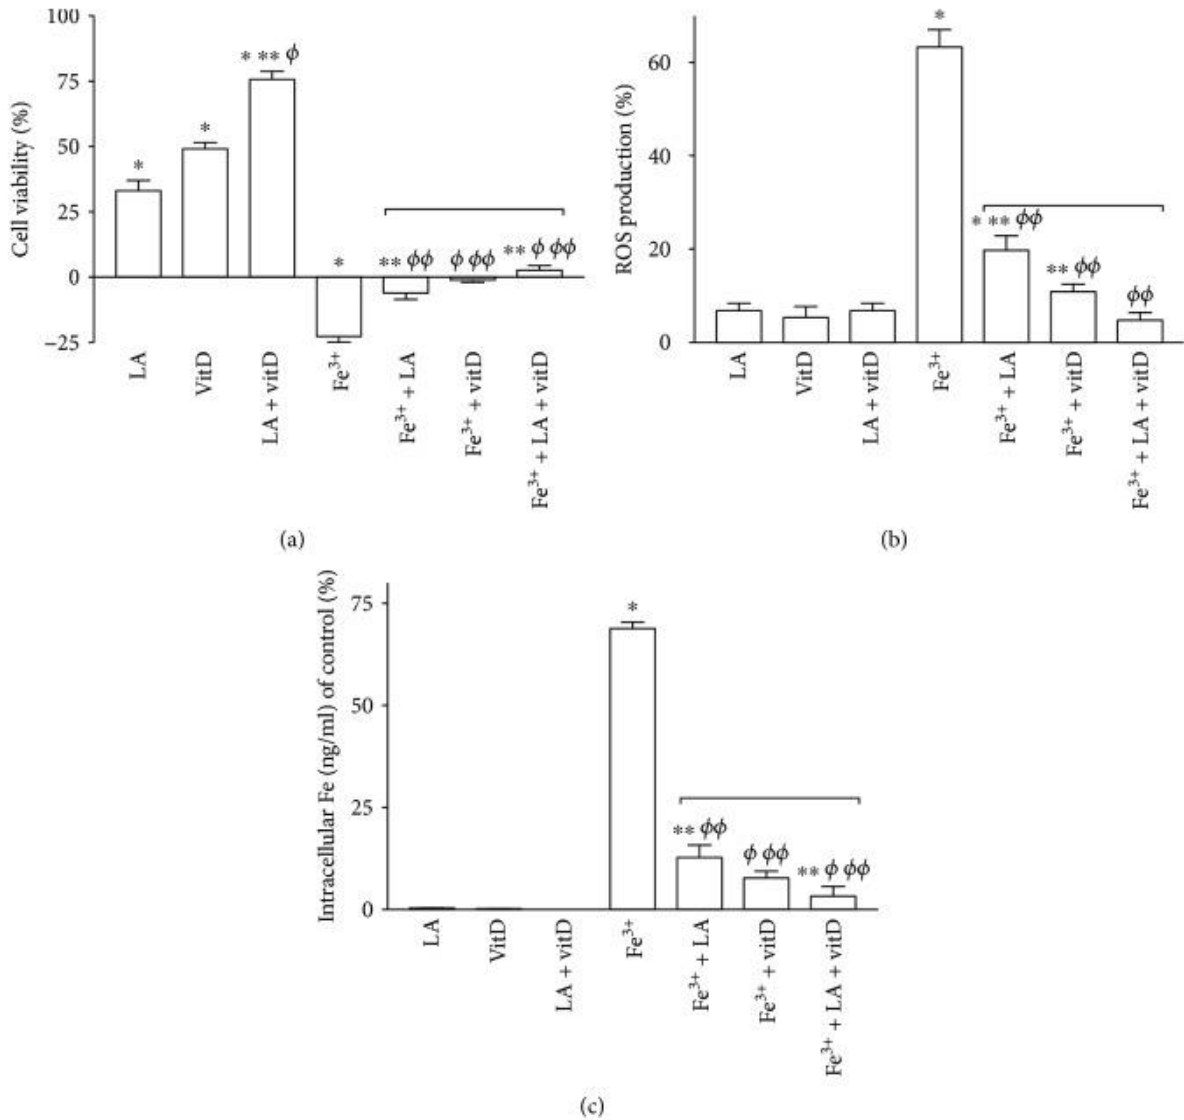 Cell viability (%)
100
75
50
25
0
−25
*
*
* ** ϕ
*
** ϕϕ
ϕ ϕϕ
** ϕ ϕϕ
LA
VitD
LA + vitD
Fe³⁺
Fe³⁺ + LA
Fe³⁺ + vitD
Fe³⁺ + LA + vitD
(a)
ROS production (%)
60
40
20
0
*
* ** ϕϕ
** ϕϕ
ϕϕ
LA
VitD
LA + vitD
Fe³⁺
Fe³⁺ + LA
Fe³⁺ + vitD
Fe³⁺ + LA + vitD
(b)
Intracellular Fe (ng/ml) of control (%)
75
50
25
0
*
** ϕϕ
ϕ ϕϕ
** ϕ ϕϕ
LA
VitD
LA + vitD
Fe³⁺
Fe³⁺ + LA
Fe³⁺ + vitD
Fe³⁺ + LA + vitD
(c)